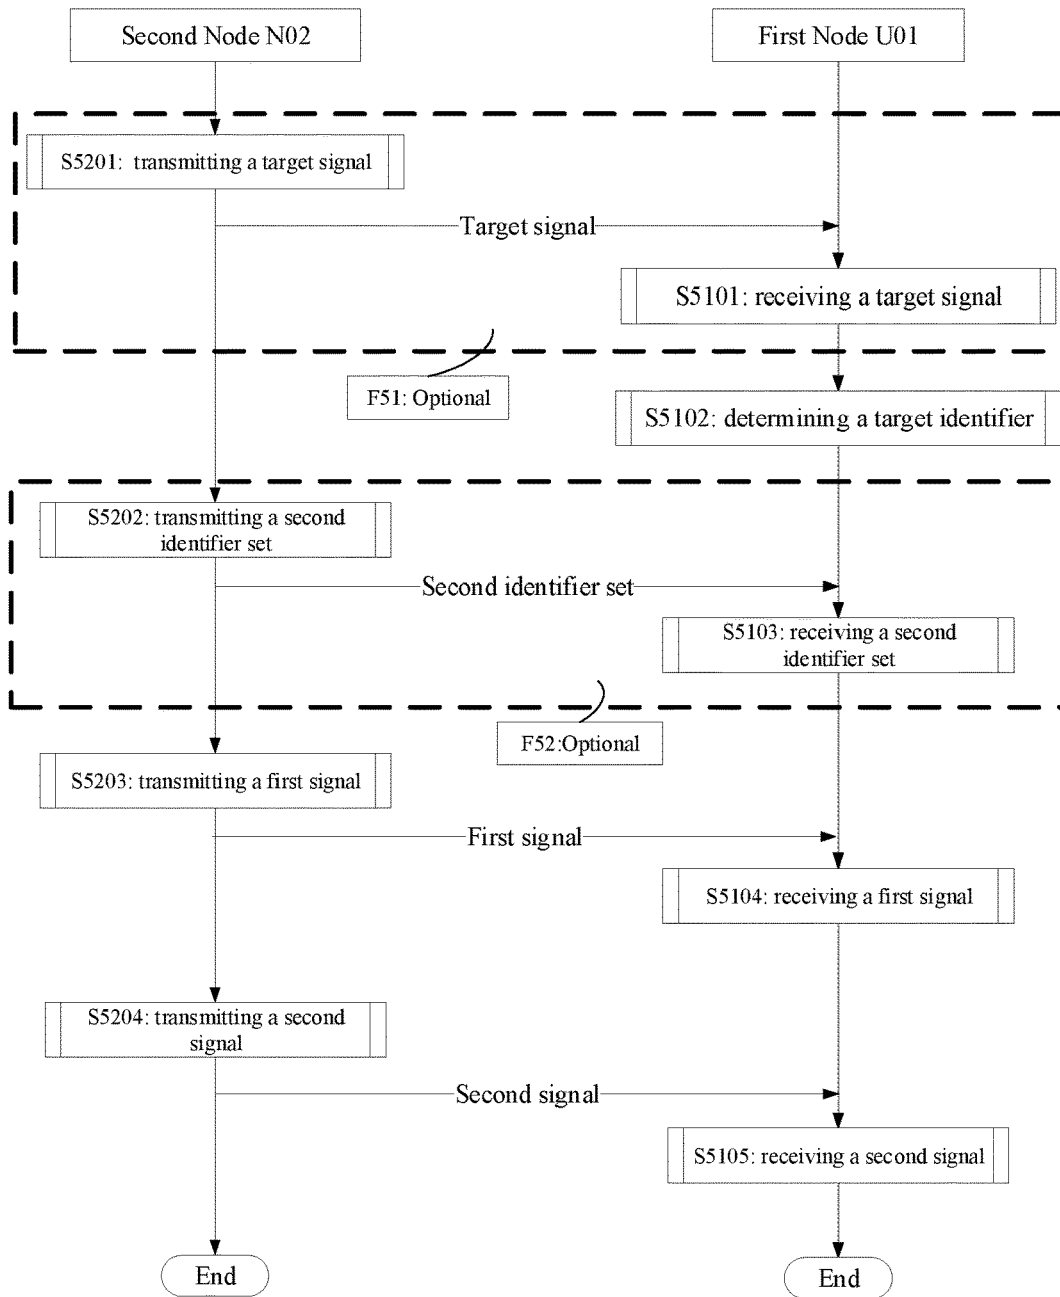 Second Node N02
First Node U01
S5201: transmitting a target signal
Target signal
S5101: receiving a target signal
F51: Optional
S5102: determining a target identifier
S5202: transmitting a second
identifier set
Second identifier set
S5103: receiving a second
identifier set
F52:Optional
S5203: transmitting a first signal
First signal
S5104: receiving a first signal
S5204: transmitting a second
signal
Second signal
S5105: receiving a second signal
End
End